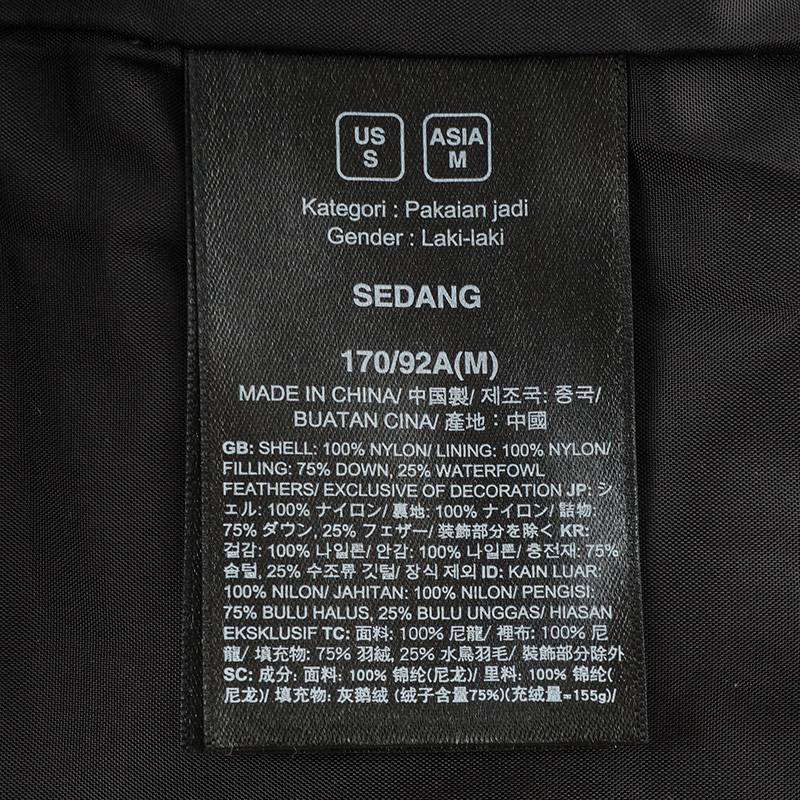 US ASIA
S M
Kategori : Pakaian jadi
Gender : Laki-laki
SEDANG
170/92A(M)
MADE IN CHINA/ 中国製/ 제조국: 중국/
BUATAN CINA/ 產地：中國
GB: SHELL: 100% NYLON/ LINING: 100% NYLON/
FILLING: 75% DOWN, 25% WATERFOWL
FEATHERS/ EXCLUSIVE OF DECORATION JP: シ
ェル: 100% ナイロン/ 裏地: 100% ナイロン/ 詰物:
75% ダウン, 25% フェザー/ 装飾部分を除く KR:
겉감: 100% 나일론/ 안감: 100% 나일론/ 충전재: 75%
솜털, 25% 수조류 깃털/ 장식 제외 ID: KAIN LUAR:
100% NILON/ JAHITAN: 100% NILON/ PENGISI:
75% BULU HALUS, 25% BULU UNGGAS/ HIASAN
EKSKLUSIF TC: 面料: 100% 尼龍/ 裡布: 100% 尼
龍/ 填充物: 75% 羽絨, 25% 水鳥羽毛/ 裝飾部分除外
SC: 成分: 面料: 100% 锦纶(尼龙)/ 里料: 100% 锦纶(
尼龙)/ 填充物: 灰鹅绒 (绒子含量75%)(充绒量=155g)/